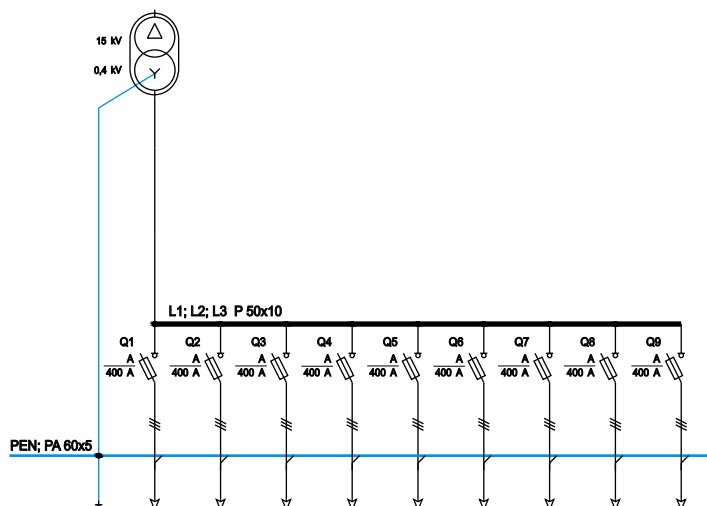 15 kV
0,4 kV
L1; L2; L3 P 50x10
Q1 Q2 Q3 Q4 Q5 Q6 Q7 Q8 Q9
A A A A A A A A A
400 A 400 A 400 A 400 A 400 A 400 A 400 A 400 A 400 A
PEN; PA 60x5